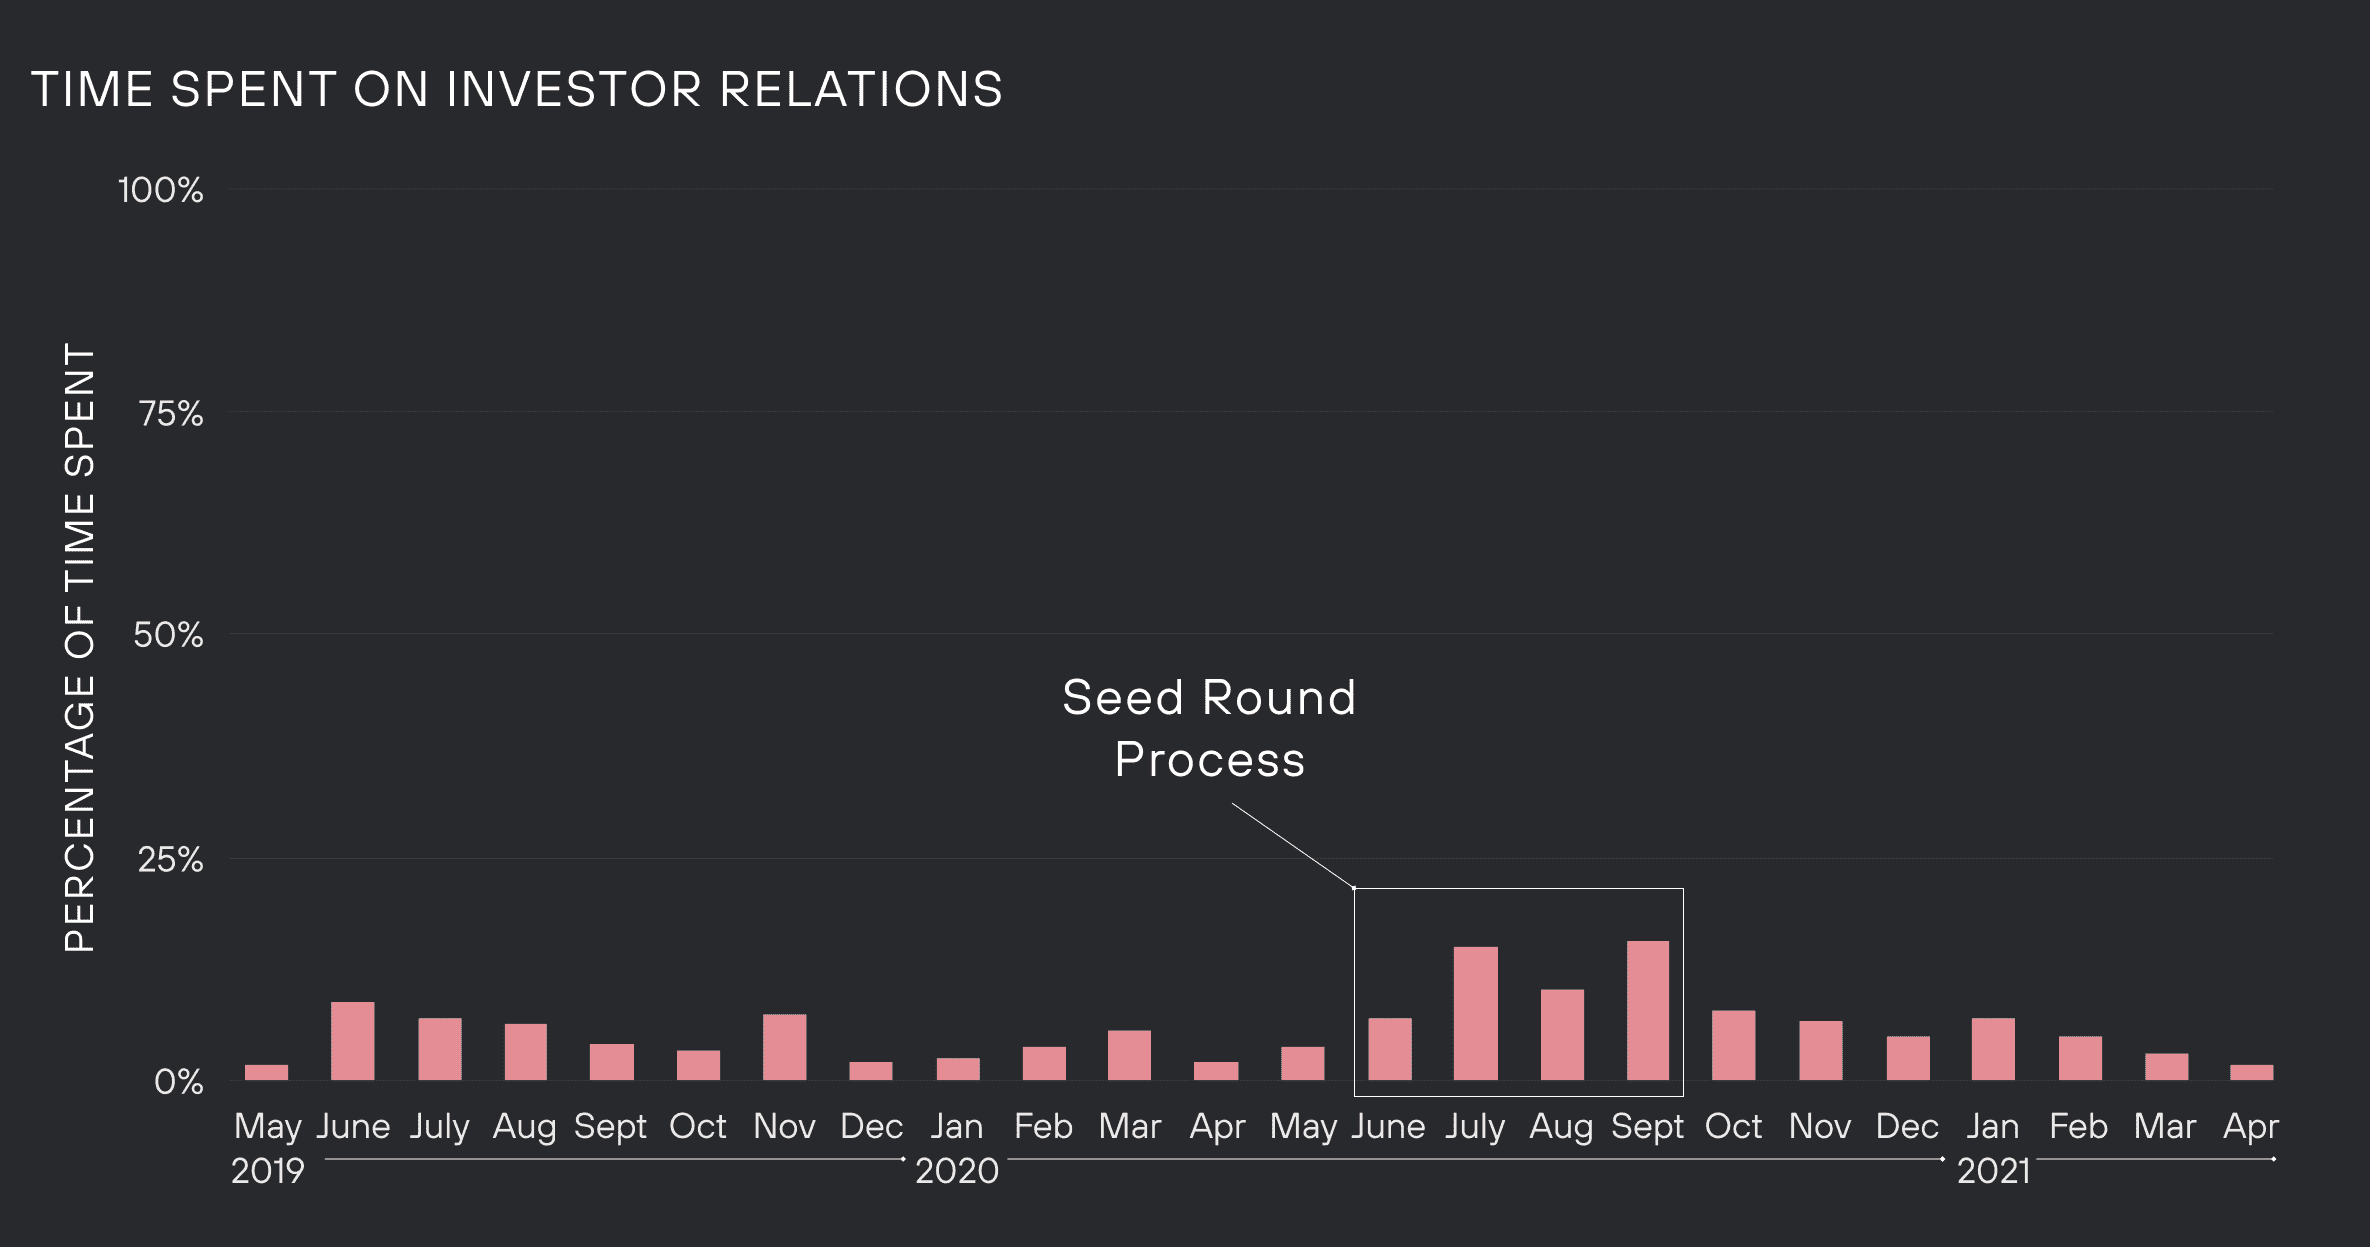 TIME SPENT ON INVESTOR RELATIONS
PERCENTAGE OF TIME SPENT
100%
75%
50%
25%
0%
Seed Round
Process
May June July Aug Sept Oct Nov Dec Jan Feb Mar Apr May June July Aug Sept Oct Nov Dec Jan Feb Mar Apr
2019 2020 2021